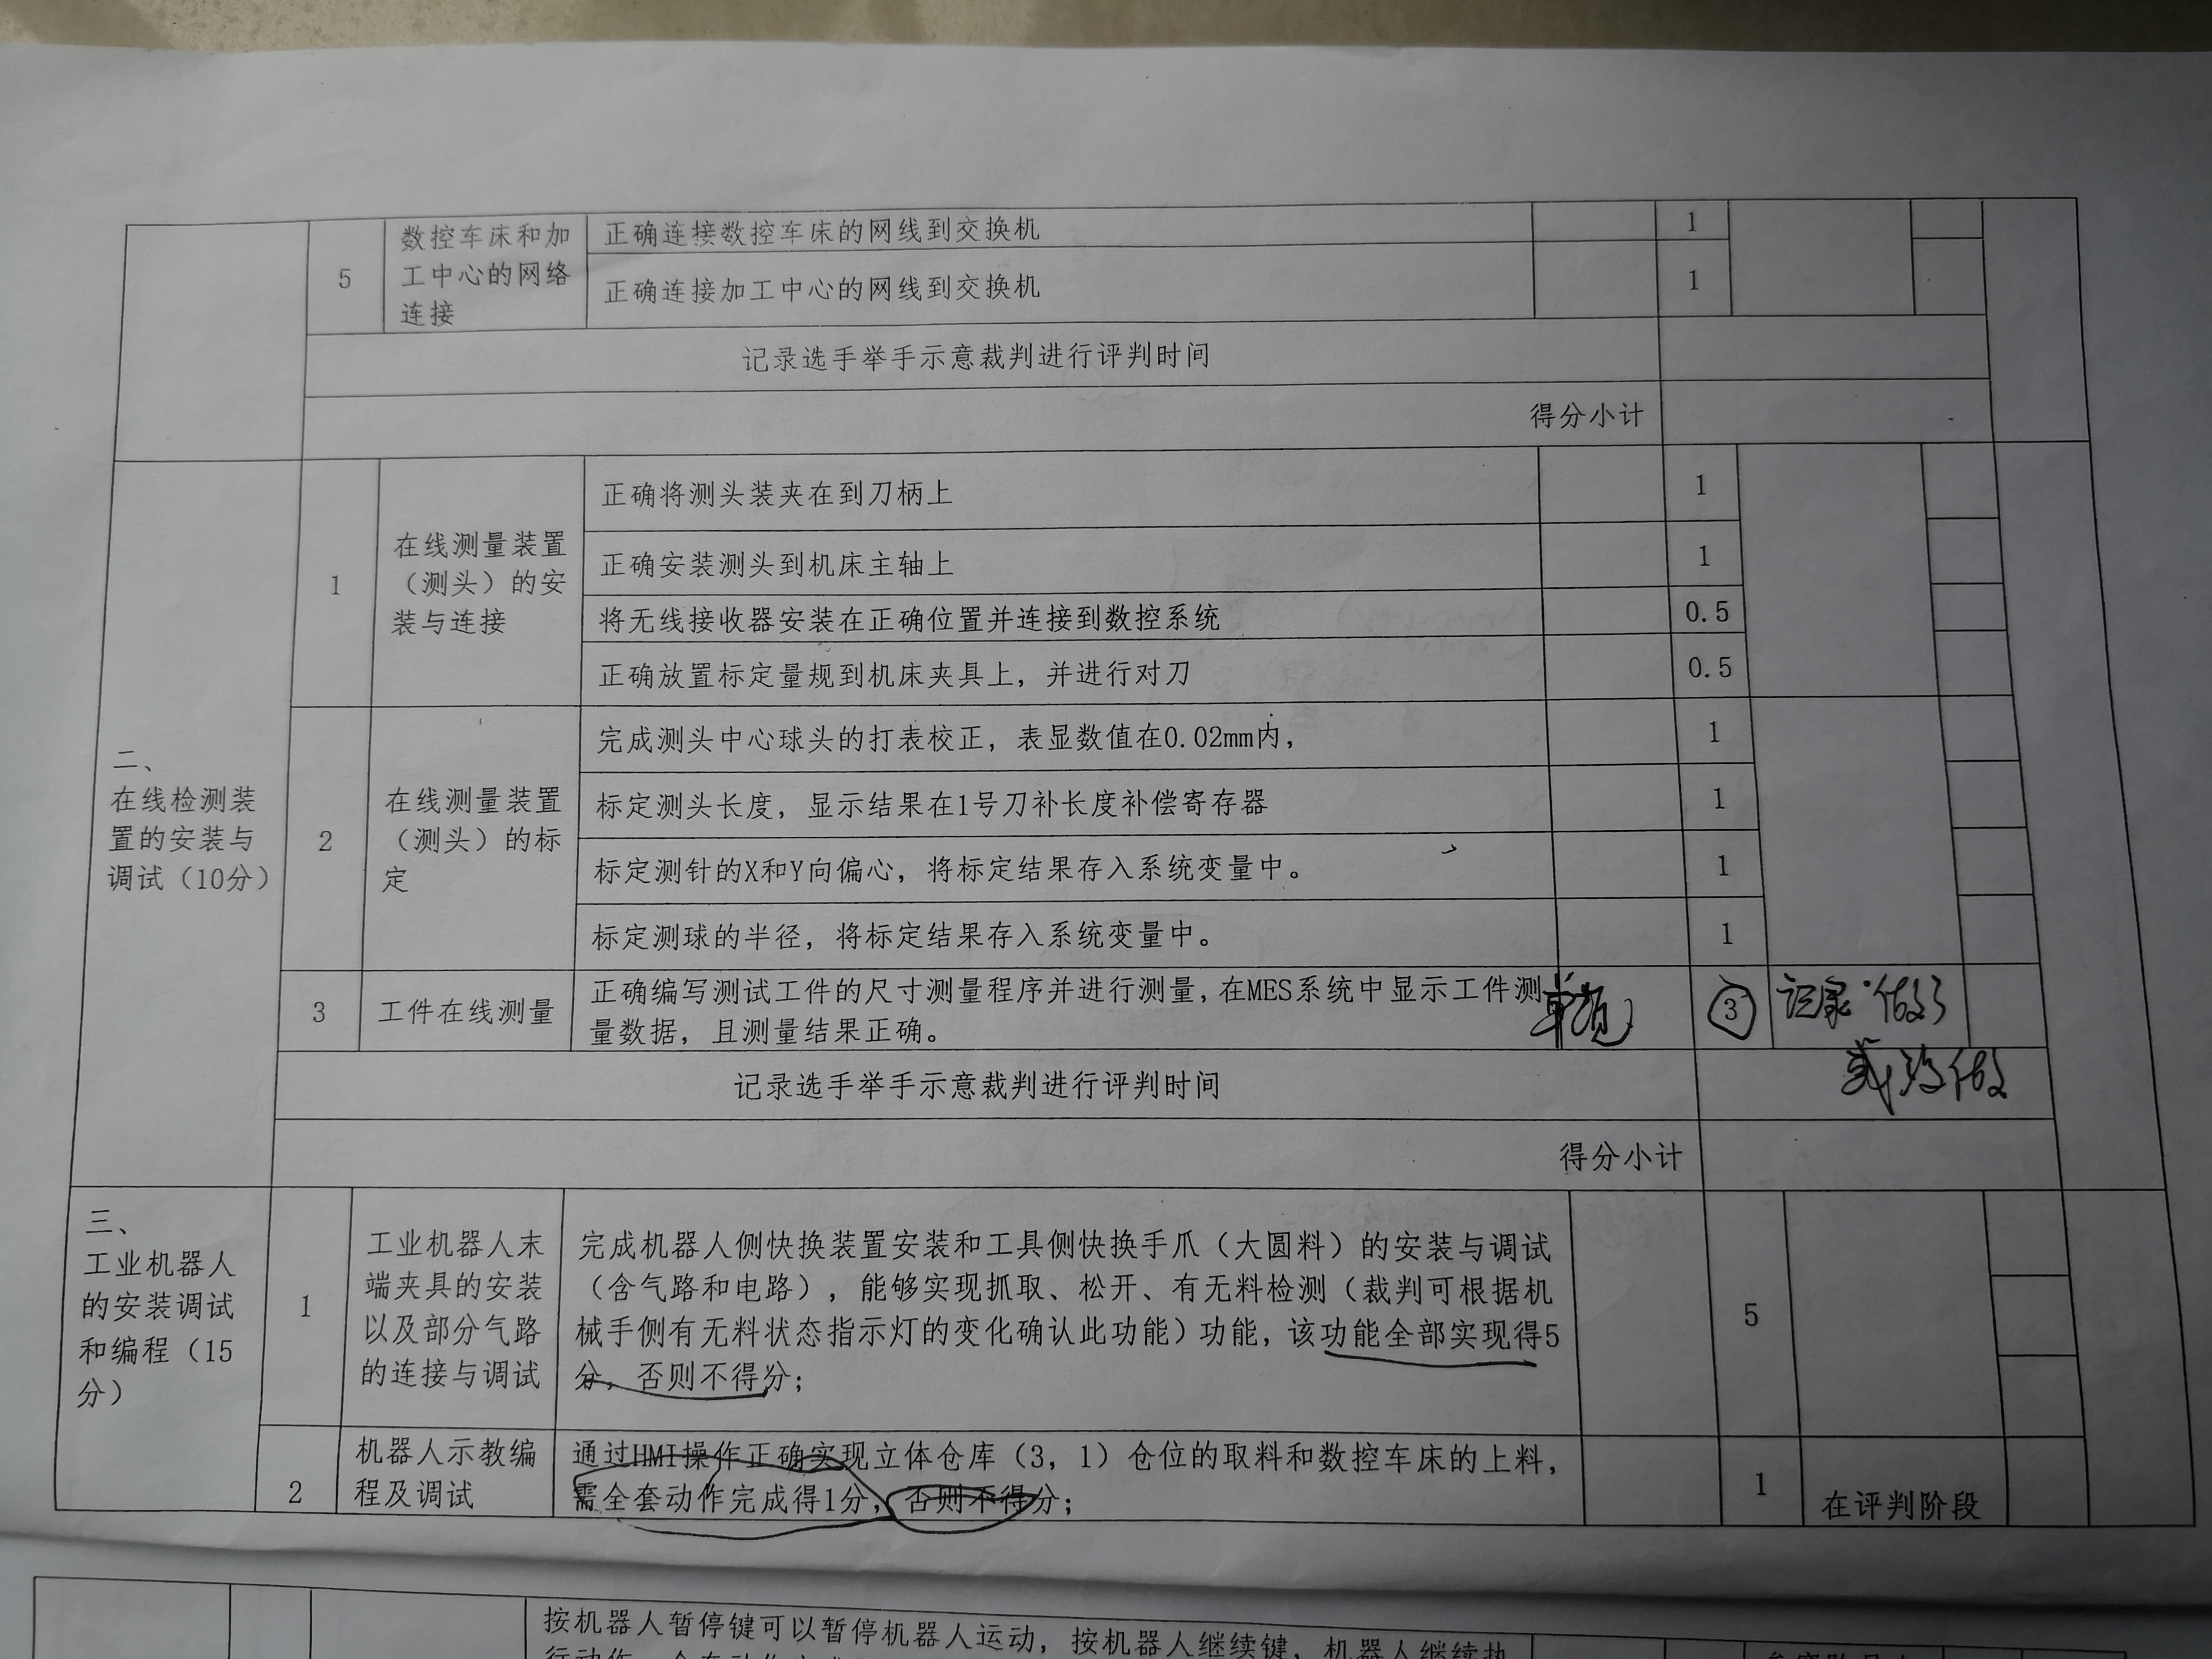 5
数控车床和加
工中心的网络
连接
正确连接数控车床的网线到交换机
1
正确连接加工中心的网线到交换机
1
记录选手举手示意裁判进行评判时间
得分小计
二、
在线检测装
置的安装与
调试（10分）
1
在线测量装置
（测头）的安
装与连接
正确将测头装夹在到刀柄上
1
正确安装测头到机床主轴上
1
将无线接收器安装在正确位置并连接到数控系统
0.5
正确放置标定量规到机床夹具上，并进行对刀
0.5
2
在线测量装置
（测头）的标
定
完成测头中心球头的打表校正，表显数值在0.02mm内，
1
标定测头长度，显示结果在1号刀补长度补偿寄存器
1
标定测针的X和Y向偏心，将标定结果存入系统变量中。
1
标定测球的半径，将标定结果存入系统变量中。
1
3
工件在线测量
正确编写测试工件的尺寸测量程序并进行测量,在MES系统中显示工件测
量数据，且测量结果正确。
单项
3
记录·做了
或没做
记录选手举手示意裁判进行评判时间
得分小计
三、
工业机器人
的安装调试
和编程（15
分）
1
工业机器人末
端夹具的安装
以及部分气路
的连接与调试
完成机器人侧快换装置安装和工具侧快换手爪（大圆料）的安装与调试
（含气路和电路），能够实现抓取、松开、有无料检测（裁判可根据机
械手侧有无料状态指示灯的变化确认此功能）功能，该功能全部实现得5
分，否则不得分；
5
2
机器人示教编
程及调试
通过HMI操作正确实现立体仓库（3，1）仓位的取料和数控车床的上料，
需全套动作完成得1分，否则不得分；
1
在评判阶段
按机器人暂停键可以暂停机器人运动，按机器人继续键，机器人继续执